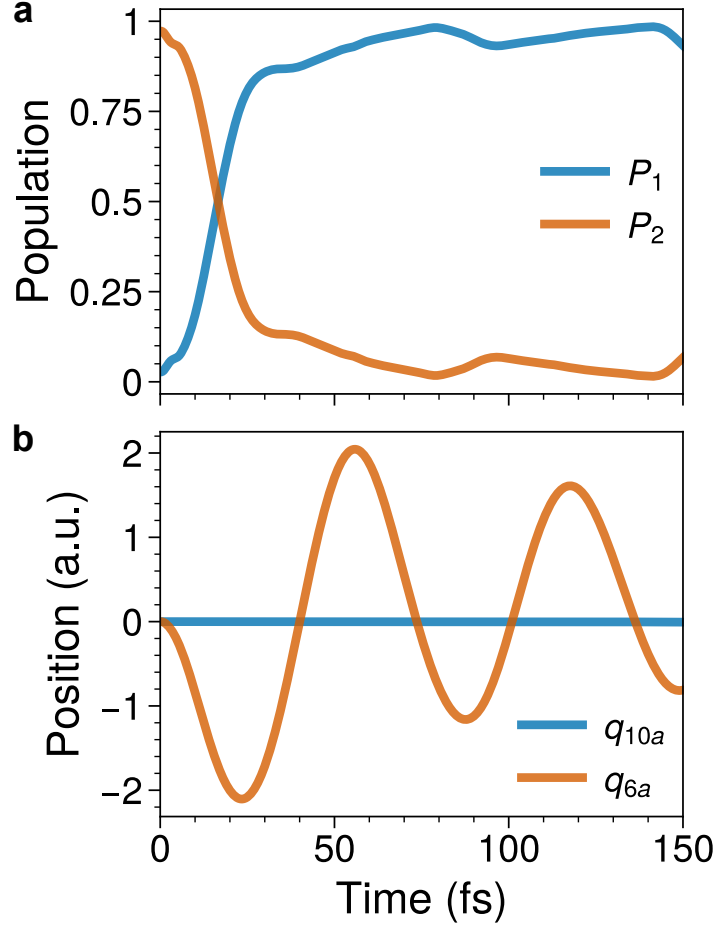 a
Population
1
0.75
0.5
0.25
0
P1
P2
b
Position (a.u.)
2
1
0
−1
−2
q10a
q6a
0 50 100 150
Time (fs)